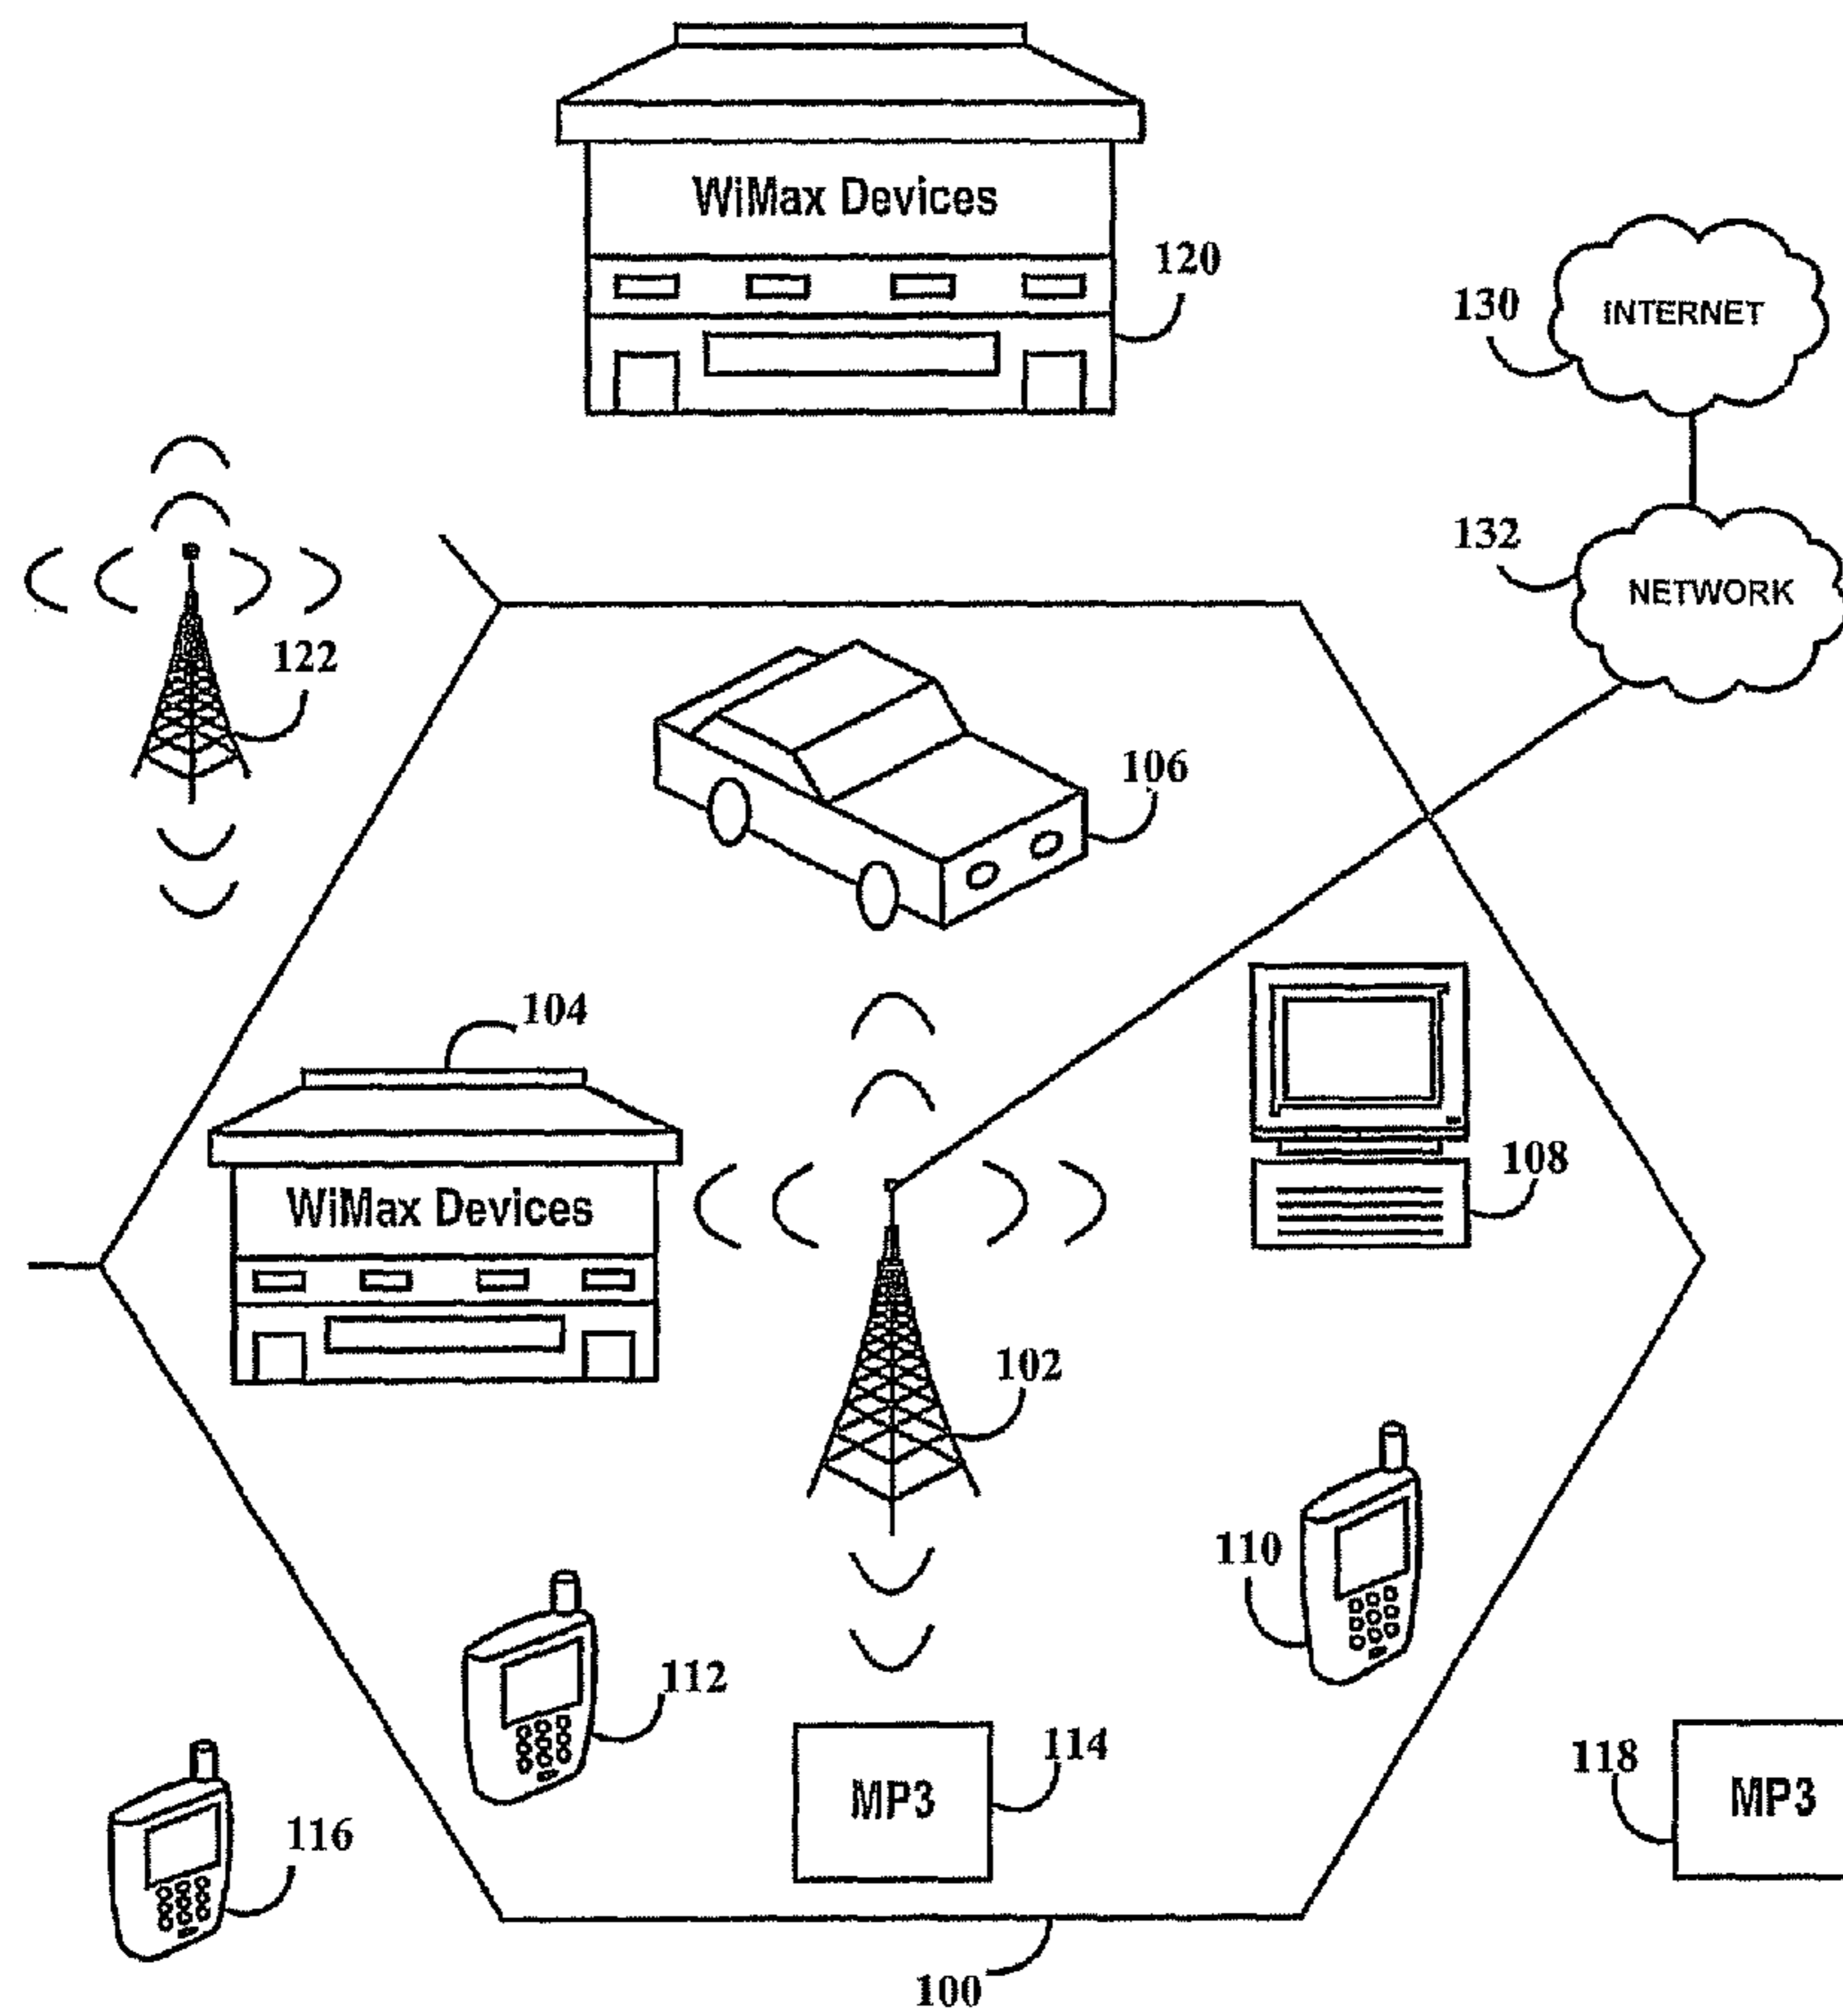 WiMax Devices
120
130
INTERNET
132
NETWORK
122
106
104
WiMax Devices
108
102
110
112
114
MP3
118
MP3
116
100